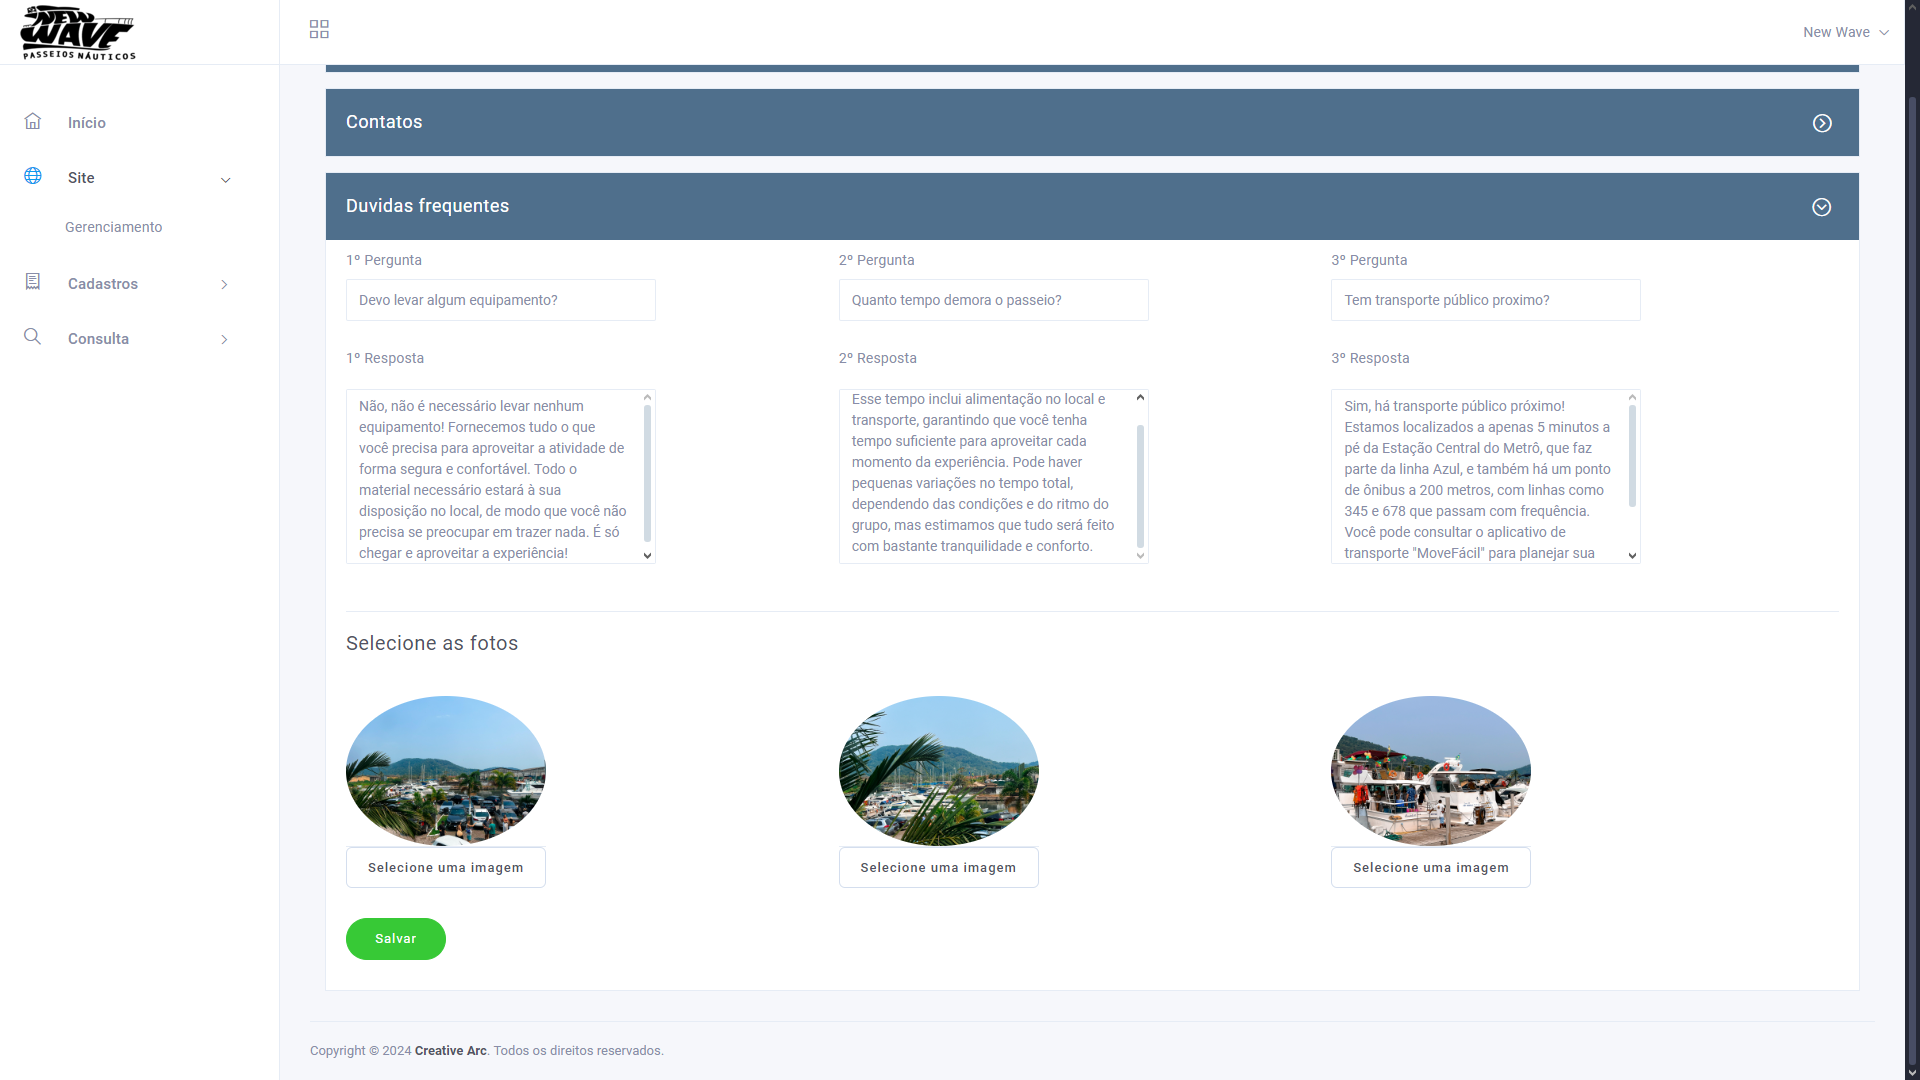 NEW
WAVE
PASSEIOS NÁUTICOS
New Wave
Início
Site
Gerenciamento
Cadastros
Consulta
Contatos
Duvidas frequentes
1º Pergunta
Devo levar algum equipamento?
1º Resposta
Não, não é necessário levar nenhum
equipamento! Fornecemos tudo o que
você precisa para aproveitar a atividade de
forma segura e confortável. Todo o
material necessário estará à sua
disposição no local, de modo que você não
precisa se preocupar em trazer nada. É só
chegar e aproveitar a experiência!
2º Pergunta
Quanto tempo demora o passeio?
2º Resposta
Esse tempo inclui alimentação no local e
transporte, garantindo que você tenha
tempo suficiente para aproveitar cada
momento da experiência. Pode haver
pequenas variações no tempo total,
dependendo das condições e do ritmo do
grupo, mas estimamos que tudo será feito
com bastante tranquilidade e conforto.
3º Pergunta
Tem transporte público proximo?
3º Resposta
Sim, há transporte público próximo!
Estamos localizados a apenas 5 minutos a
pé da Estação Central do Metrô, que faz
parte da linha Azul, e também há um ponto
de ônibus a 200 metros, com linhas como
345 e 678 que passam com frequência.
Você pode consultar o aplicativo de
transporte "MoveFácil" para planejar sua
Selecione as fotos
Selecione uma imagem
Selecione uma imagem
Selecione uma imagem
Salvar
Copyright © 2024 Creative Arc. Todos os direitos reservados.